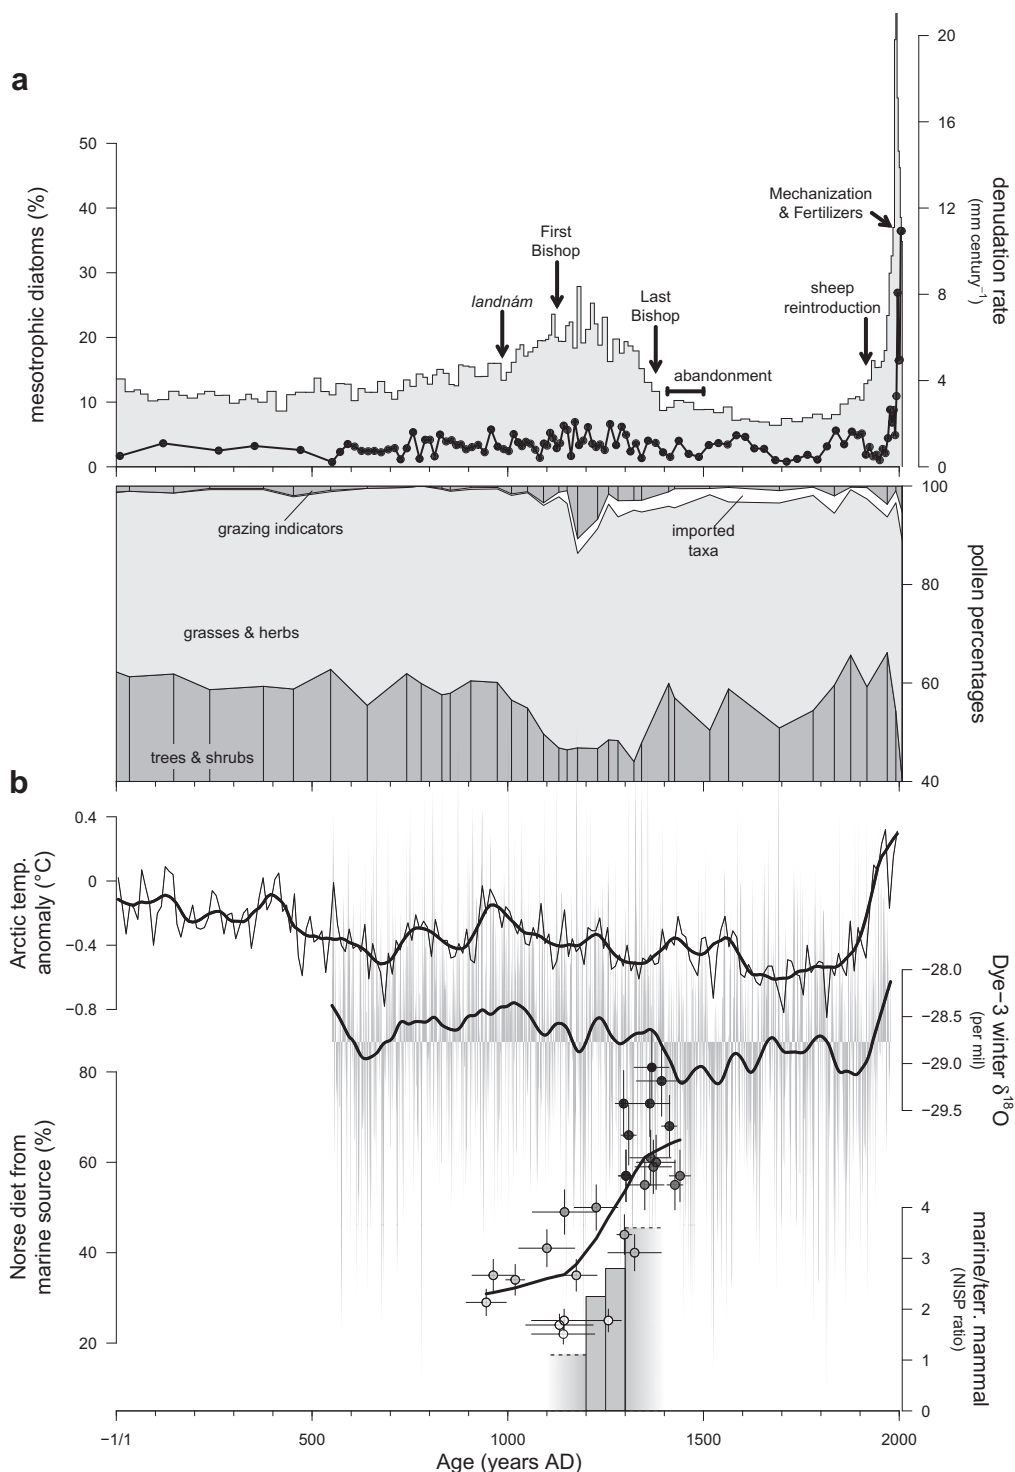 a
mesotrophic diatoms (%)
50
40
30
20
10
0
landnám
First
Bishop
Last
Bishop
abandonment
sheep
reintroduction
Mechanization
& Fertilizers
20
16
12
8
4
0
denudation rate
(mm century⁻¹)
grazing indicators
imported
taxa
grasses & herbs
trees & shrubs
100
80
60
40
pollen percentages
b
Arctic temp.
anomaly (°C)
0.4
0
−0.4
−0.8
−28.0
−28.5
−29.0
−29.5
Dye−3 winter δ¹⁸O
(per mil)
Norse diet from
marine source (%)
80
60
40
20
4
3
2
1
0
marine/terr. mammal
(NISP ratio)
−1/1
500
1000
1500
2000
Age (years AD)